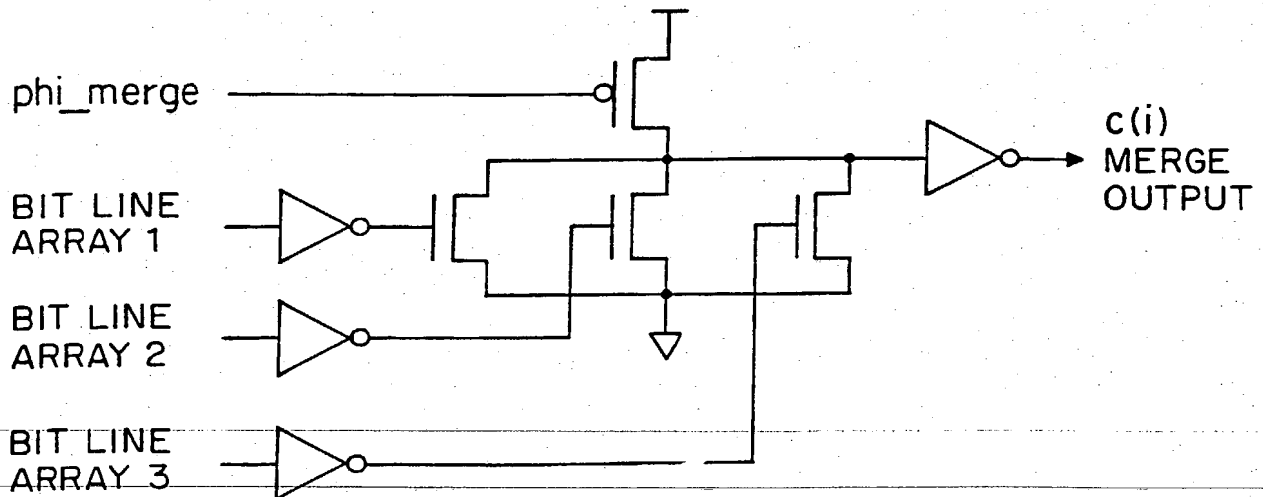 phi_merge
c(i)
MERGE
OUTPUT
BIT LINE
ARRAY 1
BIT LINE
ARRAY 2
BIT LINE
ARRAY 3